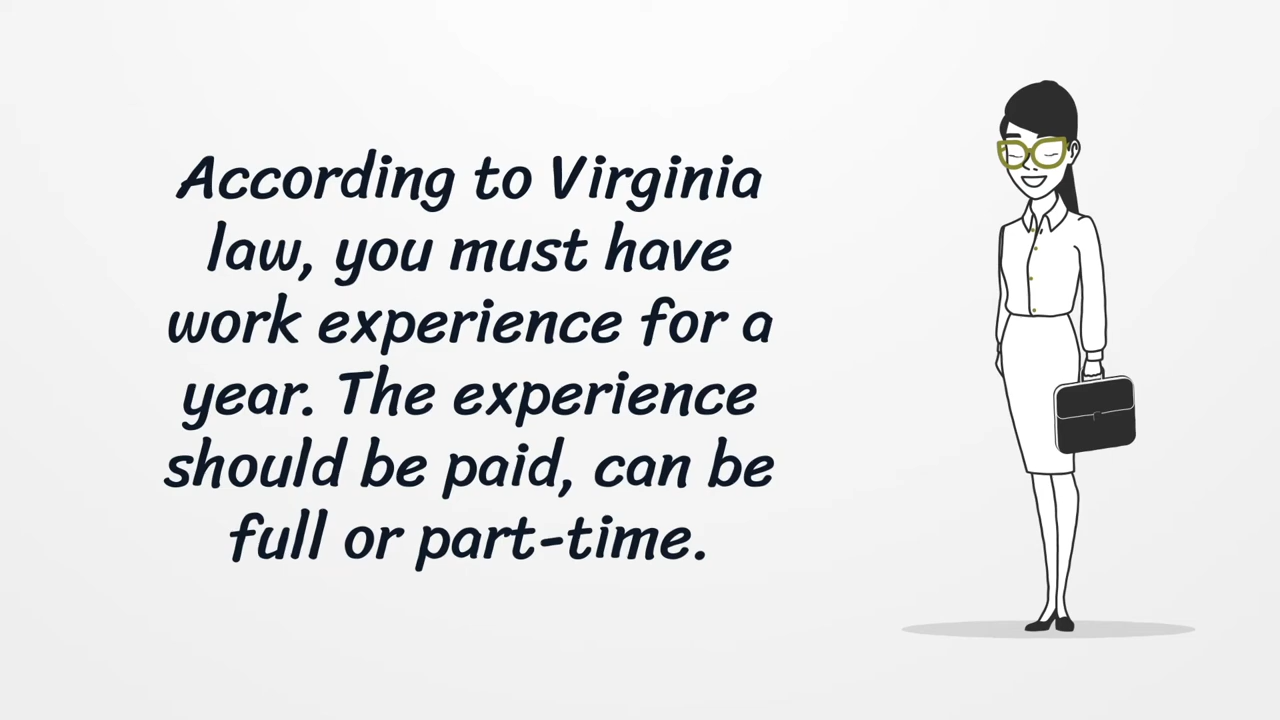 According to Virginia
law, you must have
work experience for a
year. The experience
should be paid, can be
full or part-time.